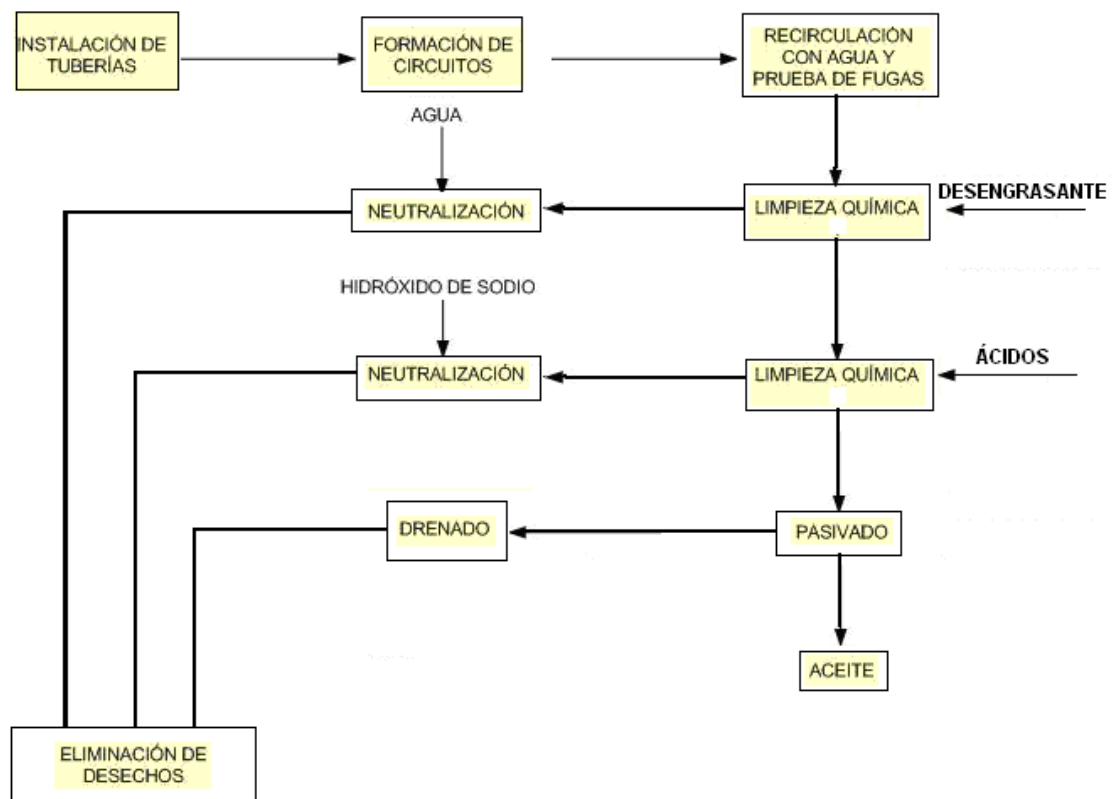 INSTALACIÓN DE
TUBERÍAS
FORMACIÓN DE
CIRCUITOS
RECIRCULACIÓN
CON AGUA Y
PRUEBA DE FUGAS
AGUA
NEUTRALIZACIÓN
LIMPIEZA QUÍMICA
DESENGRASANTE
HIDRÓXIDO DE SODIO
NEUTRALIZACIÓN
LIMPIEZA QUÍMICA
ÁCIDOS
DRENADO
PASIVADO
ACEITE
ELIMINACIÓN DE
DESECHOS